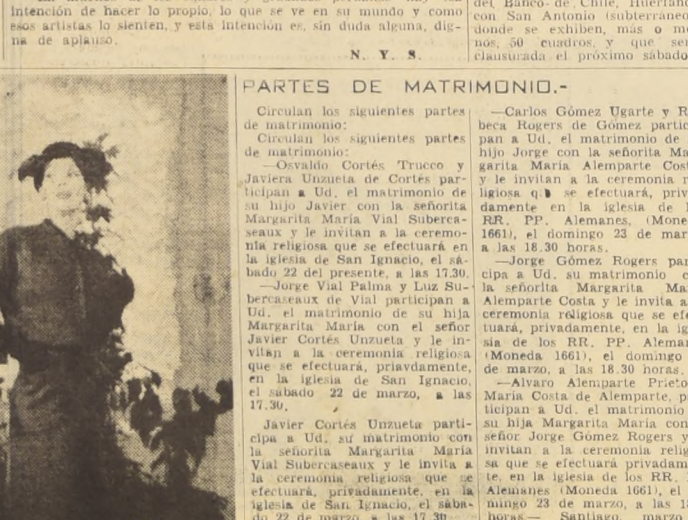 intención de hacer lo propio, lo que se ve en su mundo y como
esos artistas lo sienten, y esta intención es, sin duda alguna, dig-
na de aplauso.
N. Y. S.
del Banco de Chile, Huérfano
con San Antonio (subterráneo
donde se exhiben, más o me
nos, 50 cuadros, y que ser
clausurada el próximo sábado
PARTES DE MATRIMONIO.-
Circulan los siguientes partes
de matrimonio:
Circulan los siguientes partes
de matrimonio:
—Osvaldo Cortés Trucco y
Javiera Unzueta de Cortés par-
ticipan a Ud. el matrimonio de
su hijo Javier con la señorita
Margarita María Vial Suberca-
seaux y le invitan a la ceremo-
nia religiosa que se efectuará en
la iglesia de San Ignacio, el sá-
bado 22 del presente, a las 17.30.
—Jorge Vial Palma y Luz Su-
bercaseaux de Vial participan a
Ud. el matrimonio de su hija
Margarita María con el señor
Javier Cortés Unzueta y le in-
vitan a la ceremonia religiosa
que se efectuará, priavdamente,
en la iglesia de San Ignacio,
el sábado 22 de marzo, a las
17.30.
Javier Cortés Unzueta parti-
cipa a Ud. su matrimonio con
la señorita Margarita María
Vial Subercaseaux y le invita a
la ceremonia religiosa que se
efectuará, privadamente, en la
iglesia de San Ignacio, el sába-
do 22 de marzo, a las 17.30
—Carlos Gómez Ugarte y R
beca Rogers de Gómez partic
pan a Ud. el matrimonio de
hijo Jorge con la señorita Ma
garita María Alemparte Cost
y le invitan a la ceremonia r
ligiosa q se efectuará, priv
damente en la iglesia de l
RR. PP. Alemanes, (Mone
1661), el domingo 23 de mar
a las 18.30 horas.
—Jorge Gómez Rogers par
cipa a Ud. su matrimonio c
la señorita Margarita Ma
Alemparte Costa y le invita a
ceremonia religiosa que se efe
tuará, privadamente, en la ig
sia de los RR. PP. Aleman
(Moneda 1661), el domingo
de marzo, a las 18.30 horas.
—Alvaro Alemparte Prieto
María Costa de Alemparte, p
ticipan a Ud. el matrimonio
su hija Margarita María con
señor Jorge Gómez Rogers y
invitan a la ceremonia relig
sa que se efectuará privadam
te, en la iglesia de los RR.
Alemanes (Moneda 1661), el
mingo 23 de marzo, a las 18
horas.— Santiago, marzo